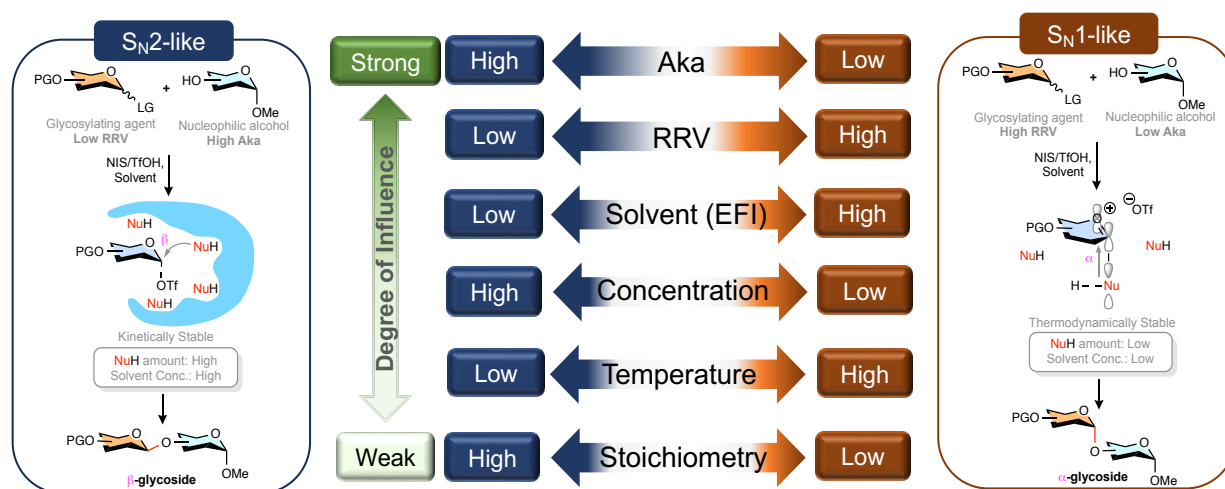 S_N2-like
PGO
O
LG
+
HO
O
OMe
Glycosylating agent
Low RRV
Nucleophilic alcohol
High Aka
NIS/TfOH,
Solvent
NuH
β
NuH
PGO
O
OTf
NuH
NuH
Kinetically Stable
NuH amount: High
Solvent Conc.: High
PGO
O
O
O
OMe
β-glycoside
Strong
Degree of Influence
Weak
High
Aka
Low
Low
RRV
High
Low
Solvent (EFI)
High
High
Concentration
Low
Low
Temperature
High
High
Stoichiometry
Low
S_N1-like
PGO
O
LG
+
HO
O
OMe
Glycosylating agent
High RRV
Nucleophilic alcohol
Low Aka
NIS/TfOH,
Solvent
⊕
⊖
OTf
PGO
O
NuH
NuH
α
H
Nu
Thermodynamically Stable
NuH amount: Low
Solvent Conc.: Low
PGO
O
O
O
OMe
α-glycoside